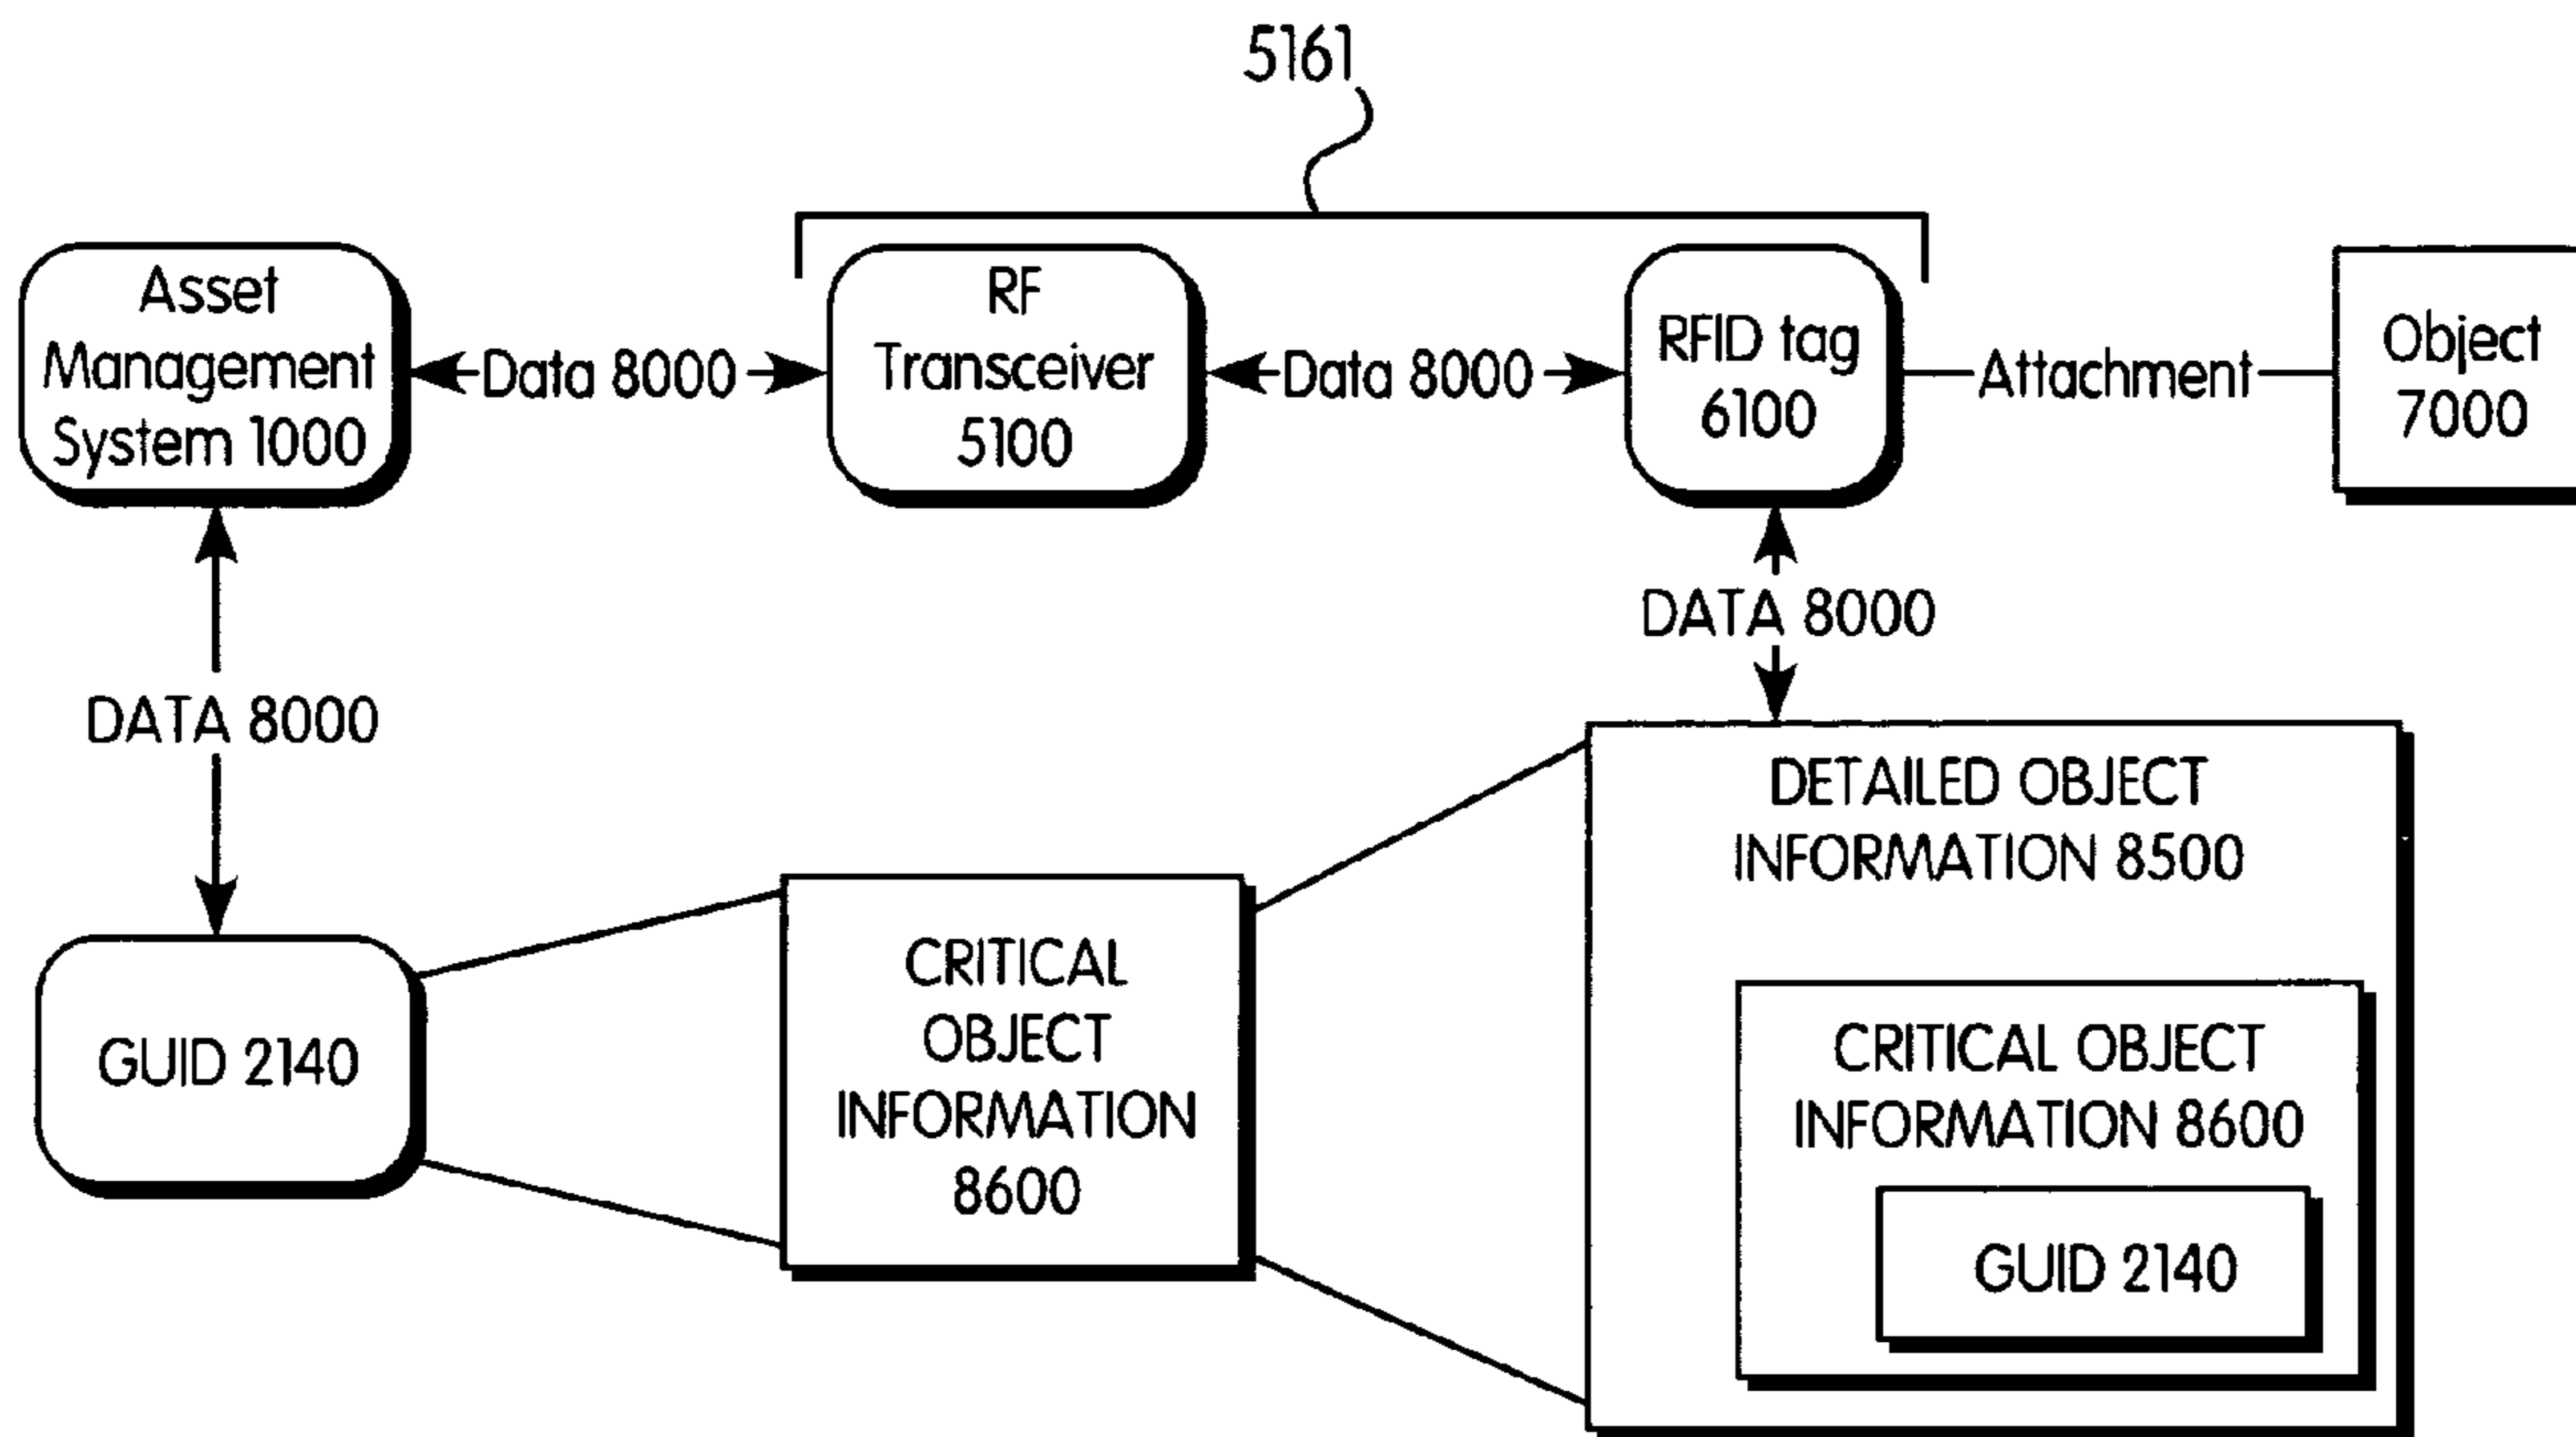 5161
Asset
Management
System 1000
Data 8000
RF
Transceiver
5100
Data 8000
RFID tag
6100
Attachment
Object
7000
DATA 8000
DATA 8000
GUID 2140
CRITICAL
OBJECT
INFORMATION
8600
DETAILED OBJECT
INFORMATION 8500
CRITICAL OBJECT
INFORMATION 8600
GUID 2140